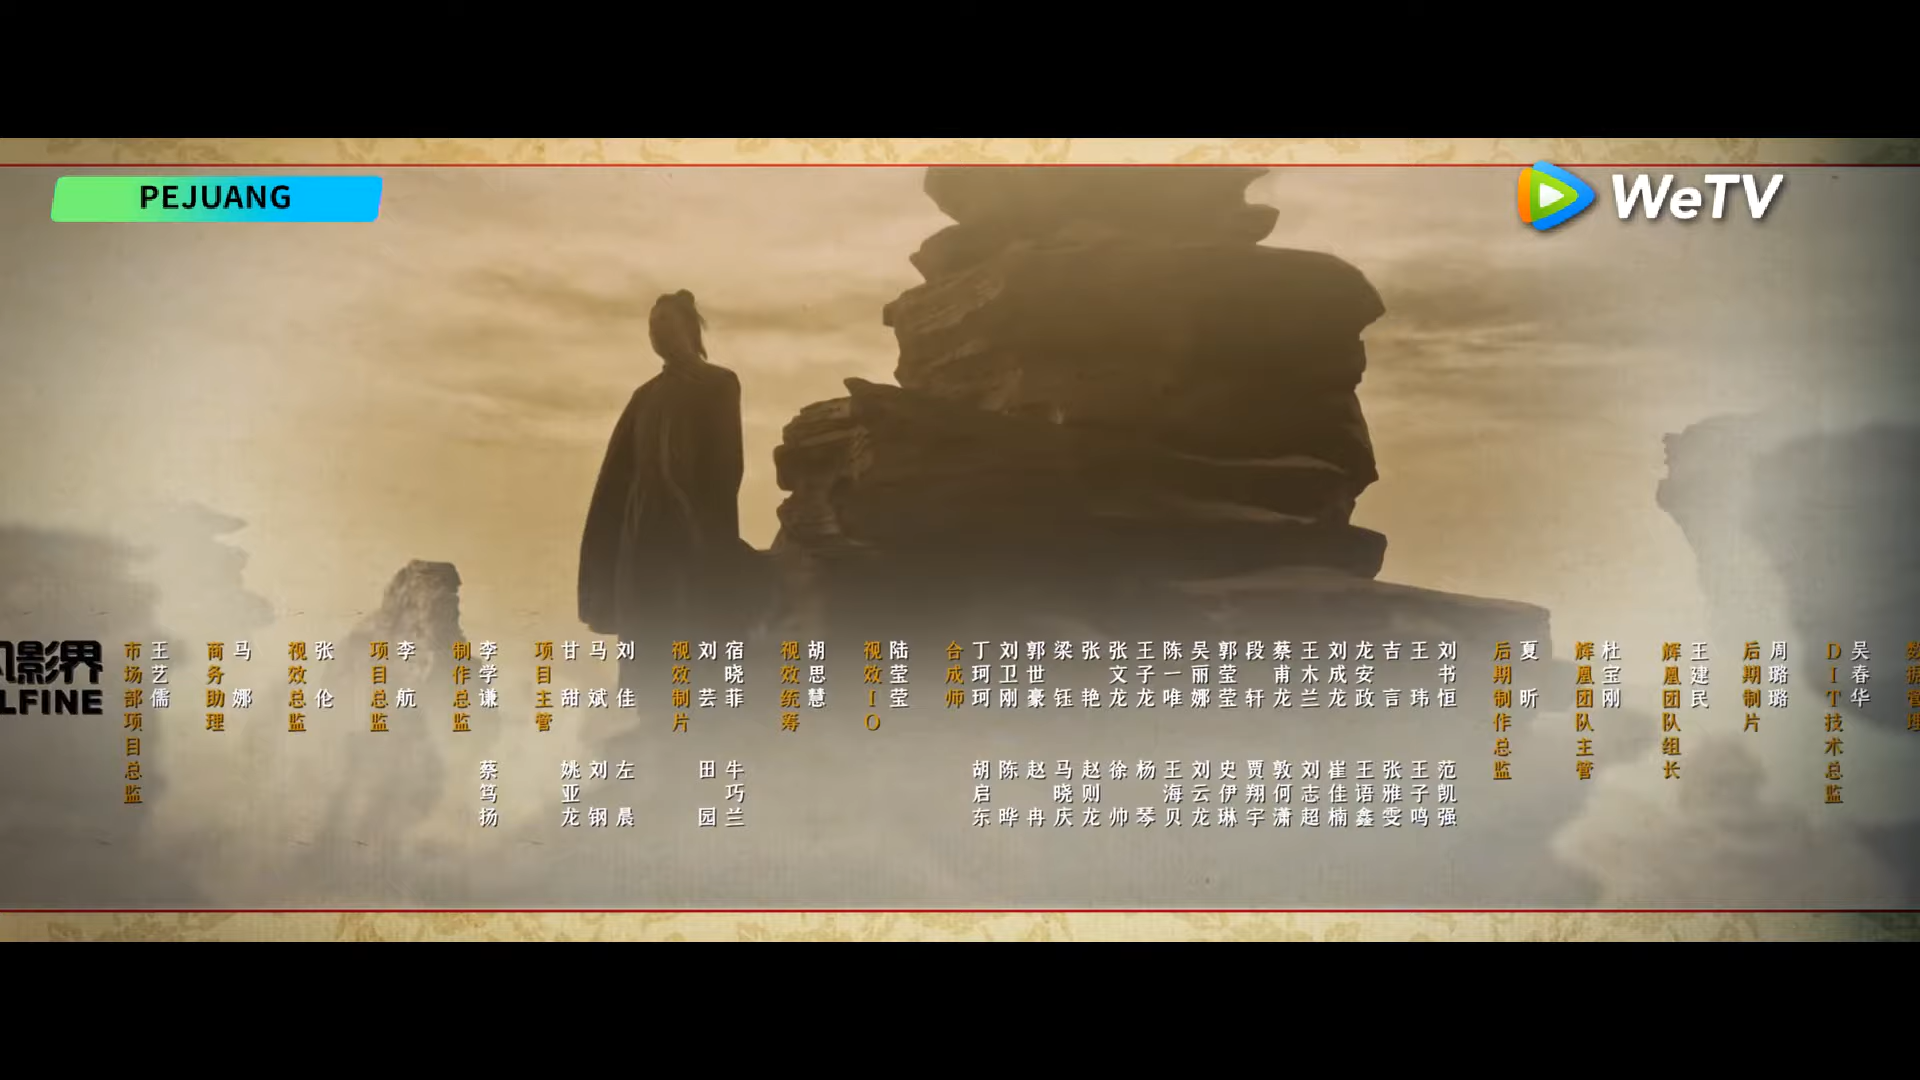 PEJUANG
WeTV
影界
LFINE
市场部项目总监
王艺儒
商务助理
马娜
视效总监
张伦
项目总监
李航
制作总监
李学谦
蔡笃扬
项目主管
甘甜
马斌
刘佳
姚亚龙
刘钢
左晨
视效制片
刘芸
宿晓菲
田园
牛巧兰
视效统筹
胡思慧
视效IO
陆莹莹
合成师
丁珂珂
刘卫刚
郭世豪
梁钰
张艳
张文龙
王子龙
陈一唯
吴丽娜
郭莹莹
段轩
蔡甫龙
王木兰
刘成龙
龙安政
吉言
王玮
刘书恒
胡启东
陈晔
赵冉
马晓庆
赵则龙
徐帅
杨琴
王海贝
刘云龙
史伊琳
贾翔宇
敦何潇
刘志超
崔佳楠
王语鑫
张雅雯
王子鸣
范凯强
后期制作总监
夏昕
辉凰团队主管
杜宝刚
辉凰团队组长
王建民
后期制片
周璐璐
DIT技术总监
吴春华